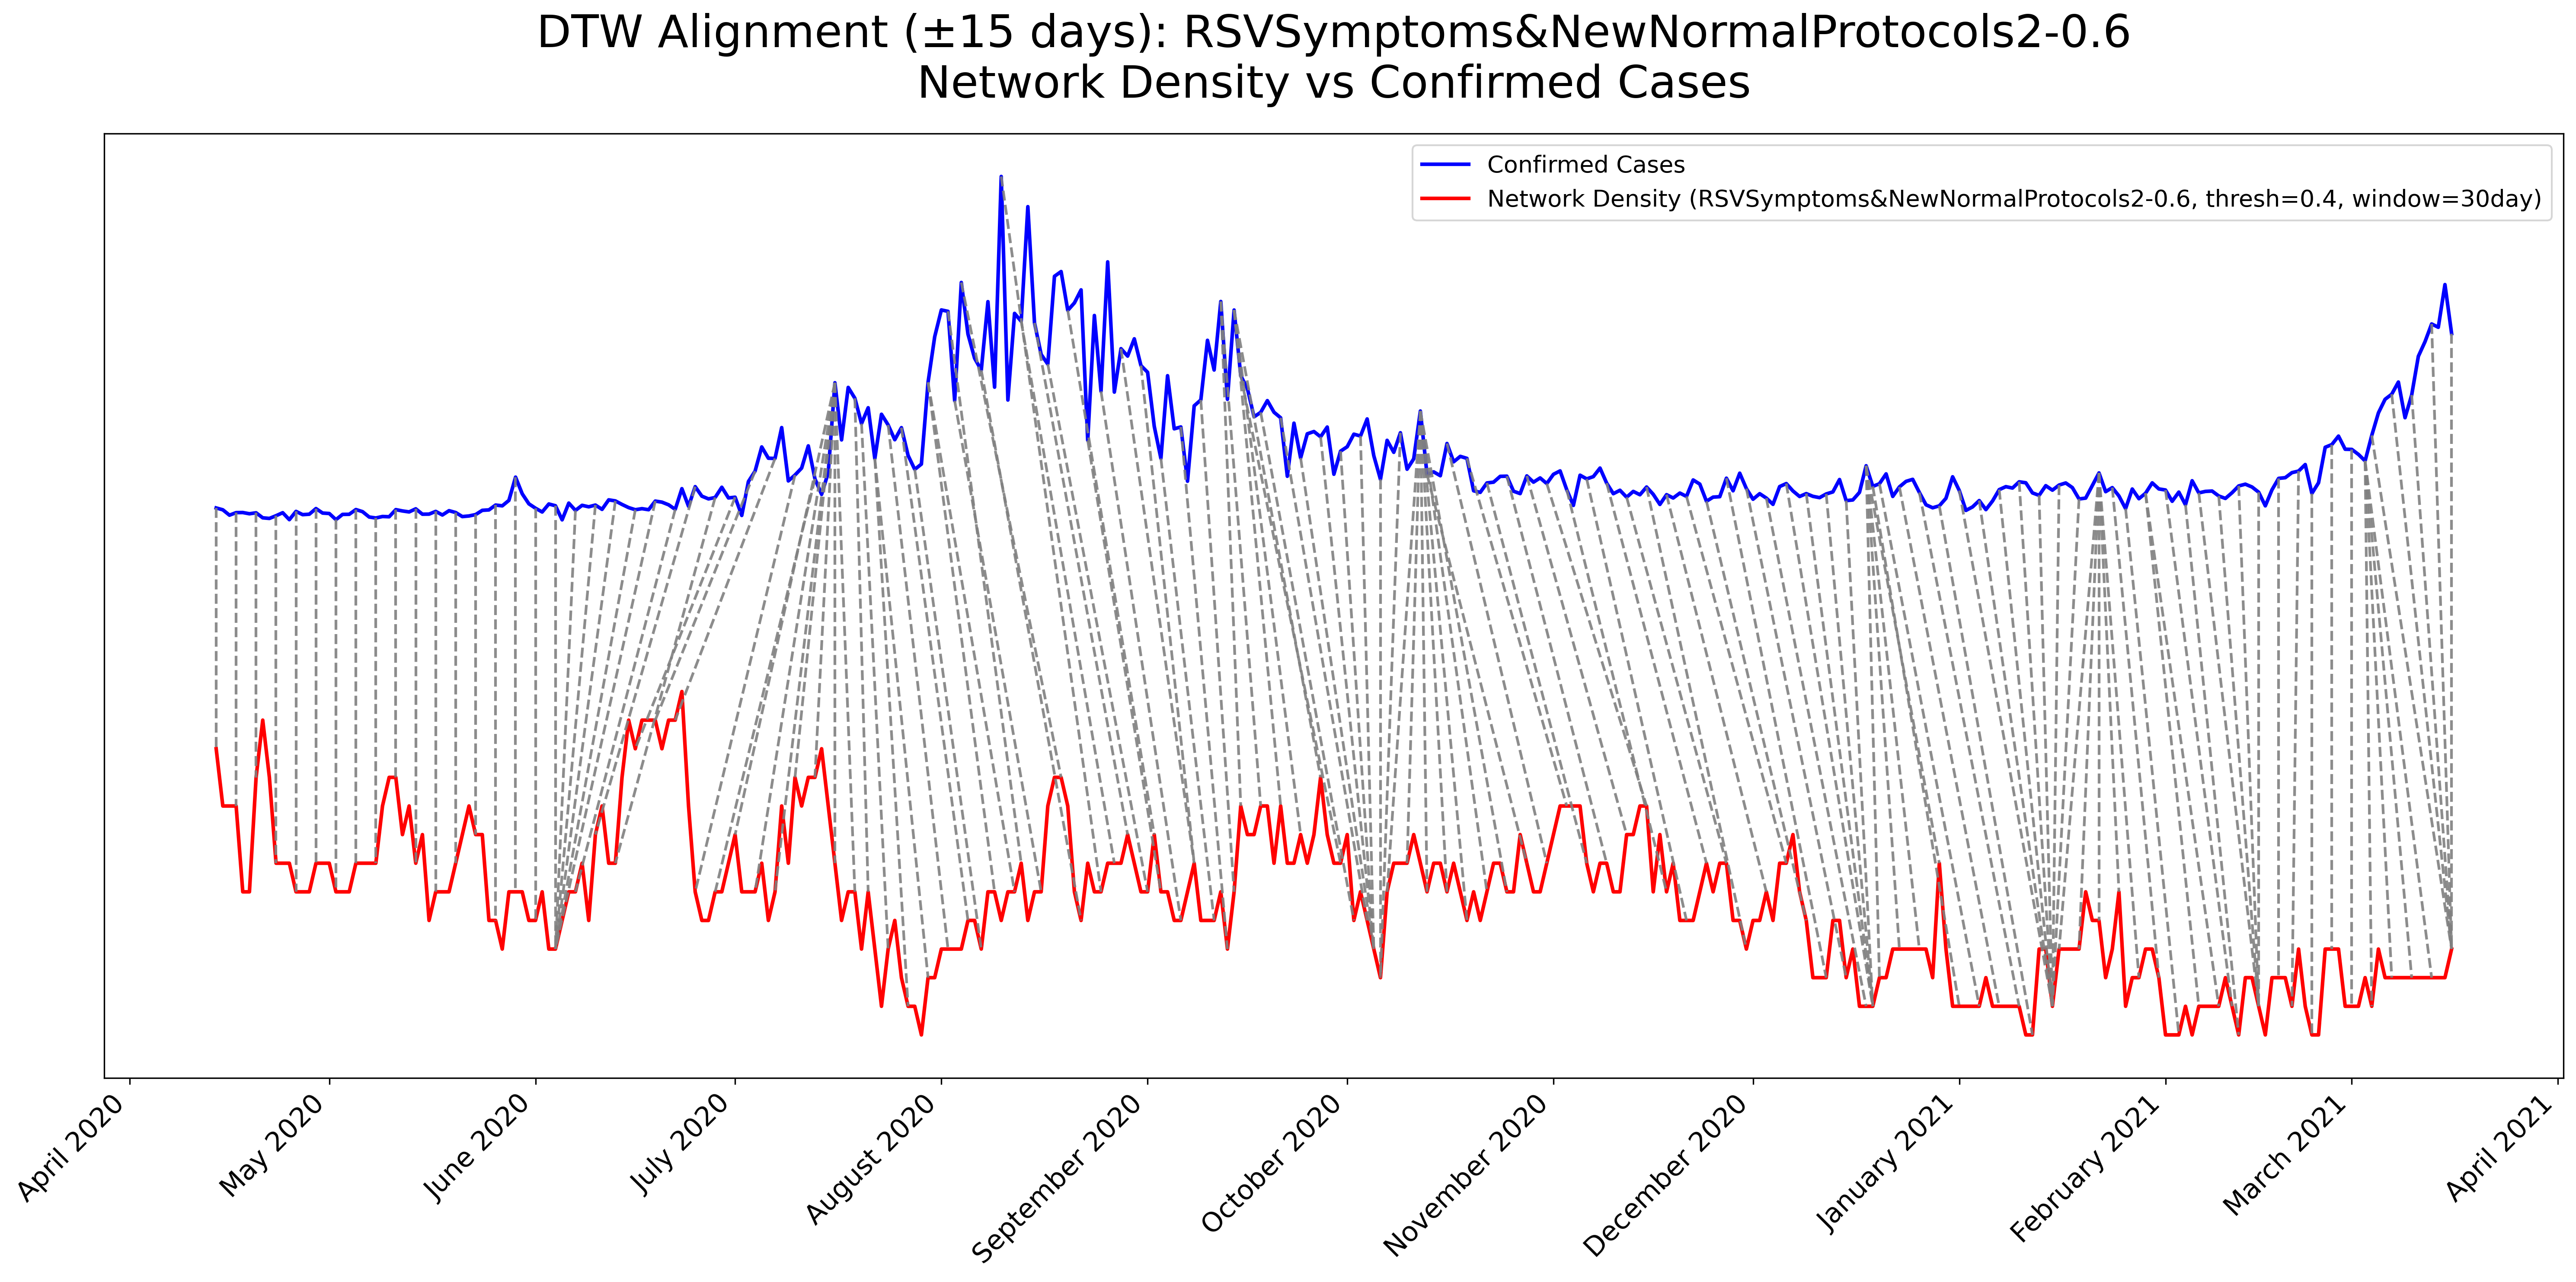 DTW Alignment (±15 days): RSVSymptoms&NewNormalProtocols2-0.6
Network Density vs Confirmed Cases
Confirmed Cases
Network Density (RSVSymptoms&NewNormalProtocols2-0.6, thresh=0.4, window=30day)
April 2020
May 2020
June 2020
July 2020
August 2020
September 2020
October 2020
November 2020
December 2020
January 2021
February 2021
March 2021
April 2021